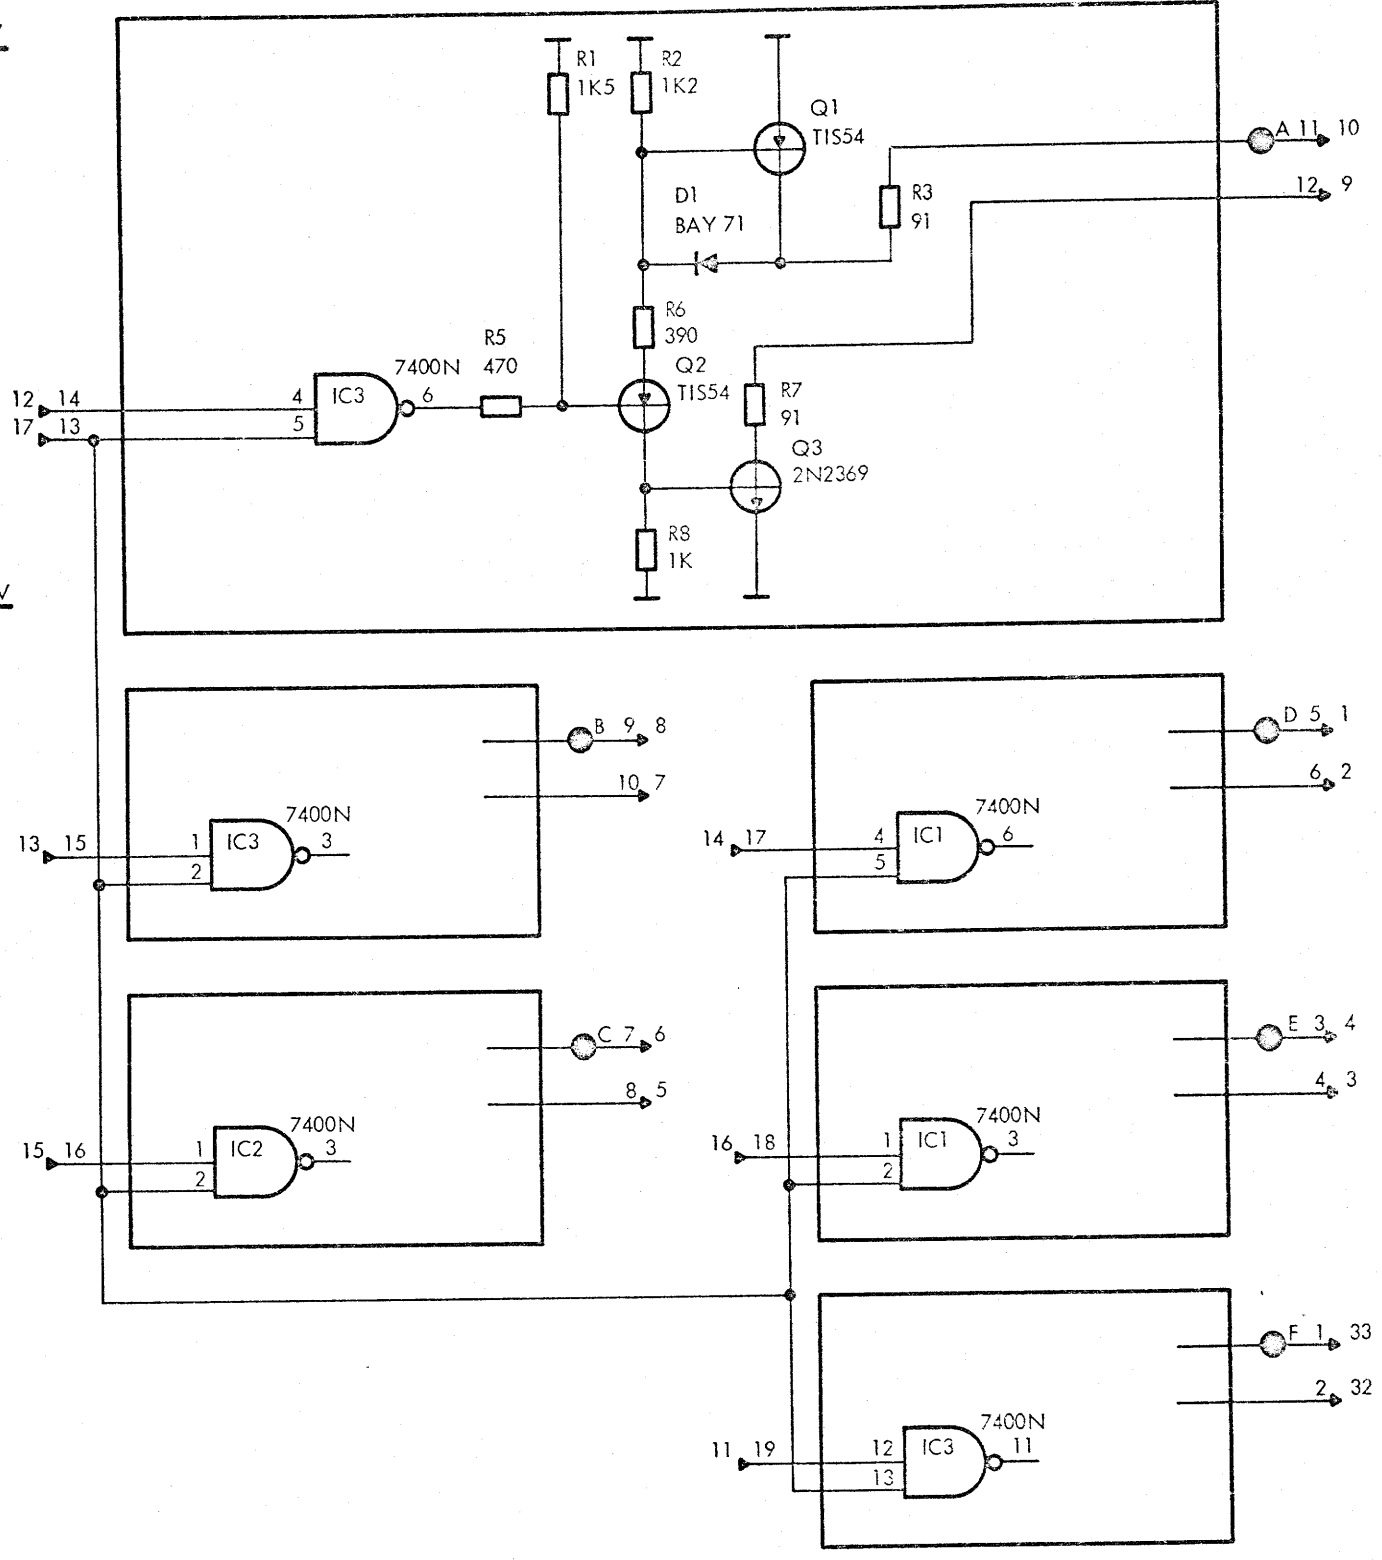 R1
1K5
R2
1K2
Q1
TIS54
A 11 10
12 9
D1
BAY 71
R3
91
R6
390
R5
470
7400N
Q2
TIS54
R7
91
12 14
17 13
4
5
IC3
6
Q3
2N2369
R8
1K
V
B 9 8
10 7
7400N
13 15
1
2
IC3
3
D 5 1
6 2
7400N
14 17
4
5
IC1
6
C 7 6
8 5
7400N
15 16
1
2
IC2
3
E 3 4
4 3
7400N
16 18
1
2
IC1
3
F 1 33
2 32
7400N
11 19
12
13
IC3
11